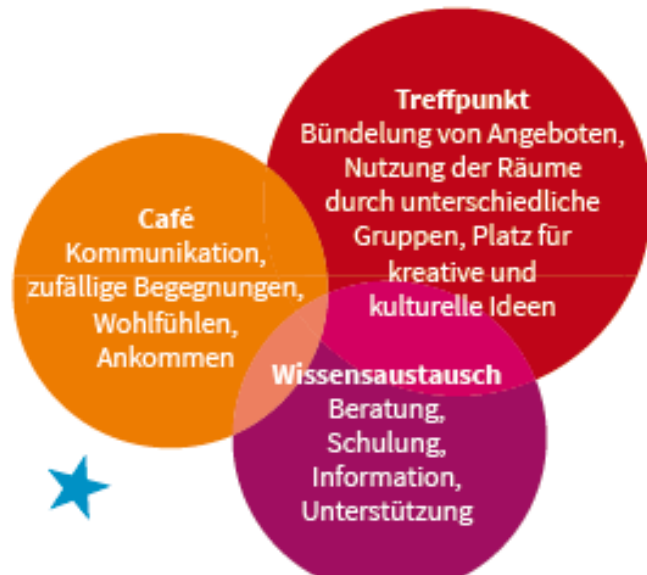 Treffpunkt
Bündelung von Angeboten,
Nutzung der Räume
durch unterschiedliche
Gruppen, Platz für
kreative und
kulturelle Ideen
Café
Kommunikation,
zufällige Begegnungen,
Wohlfühlen,
Ankommen
Wissensaustausch
Beratung,
Schulung,
Information,
Unterstützung